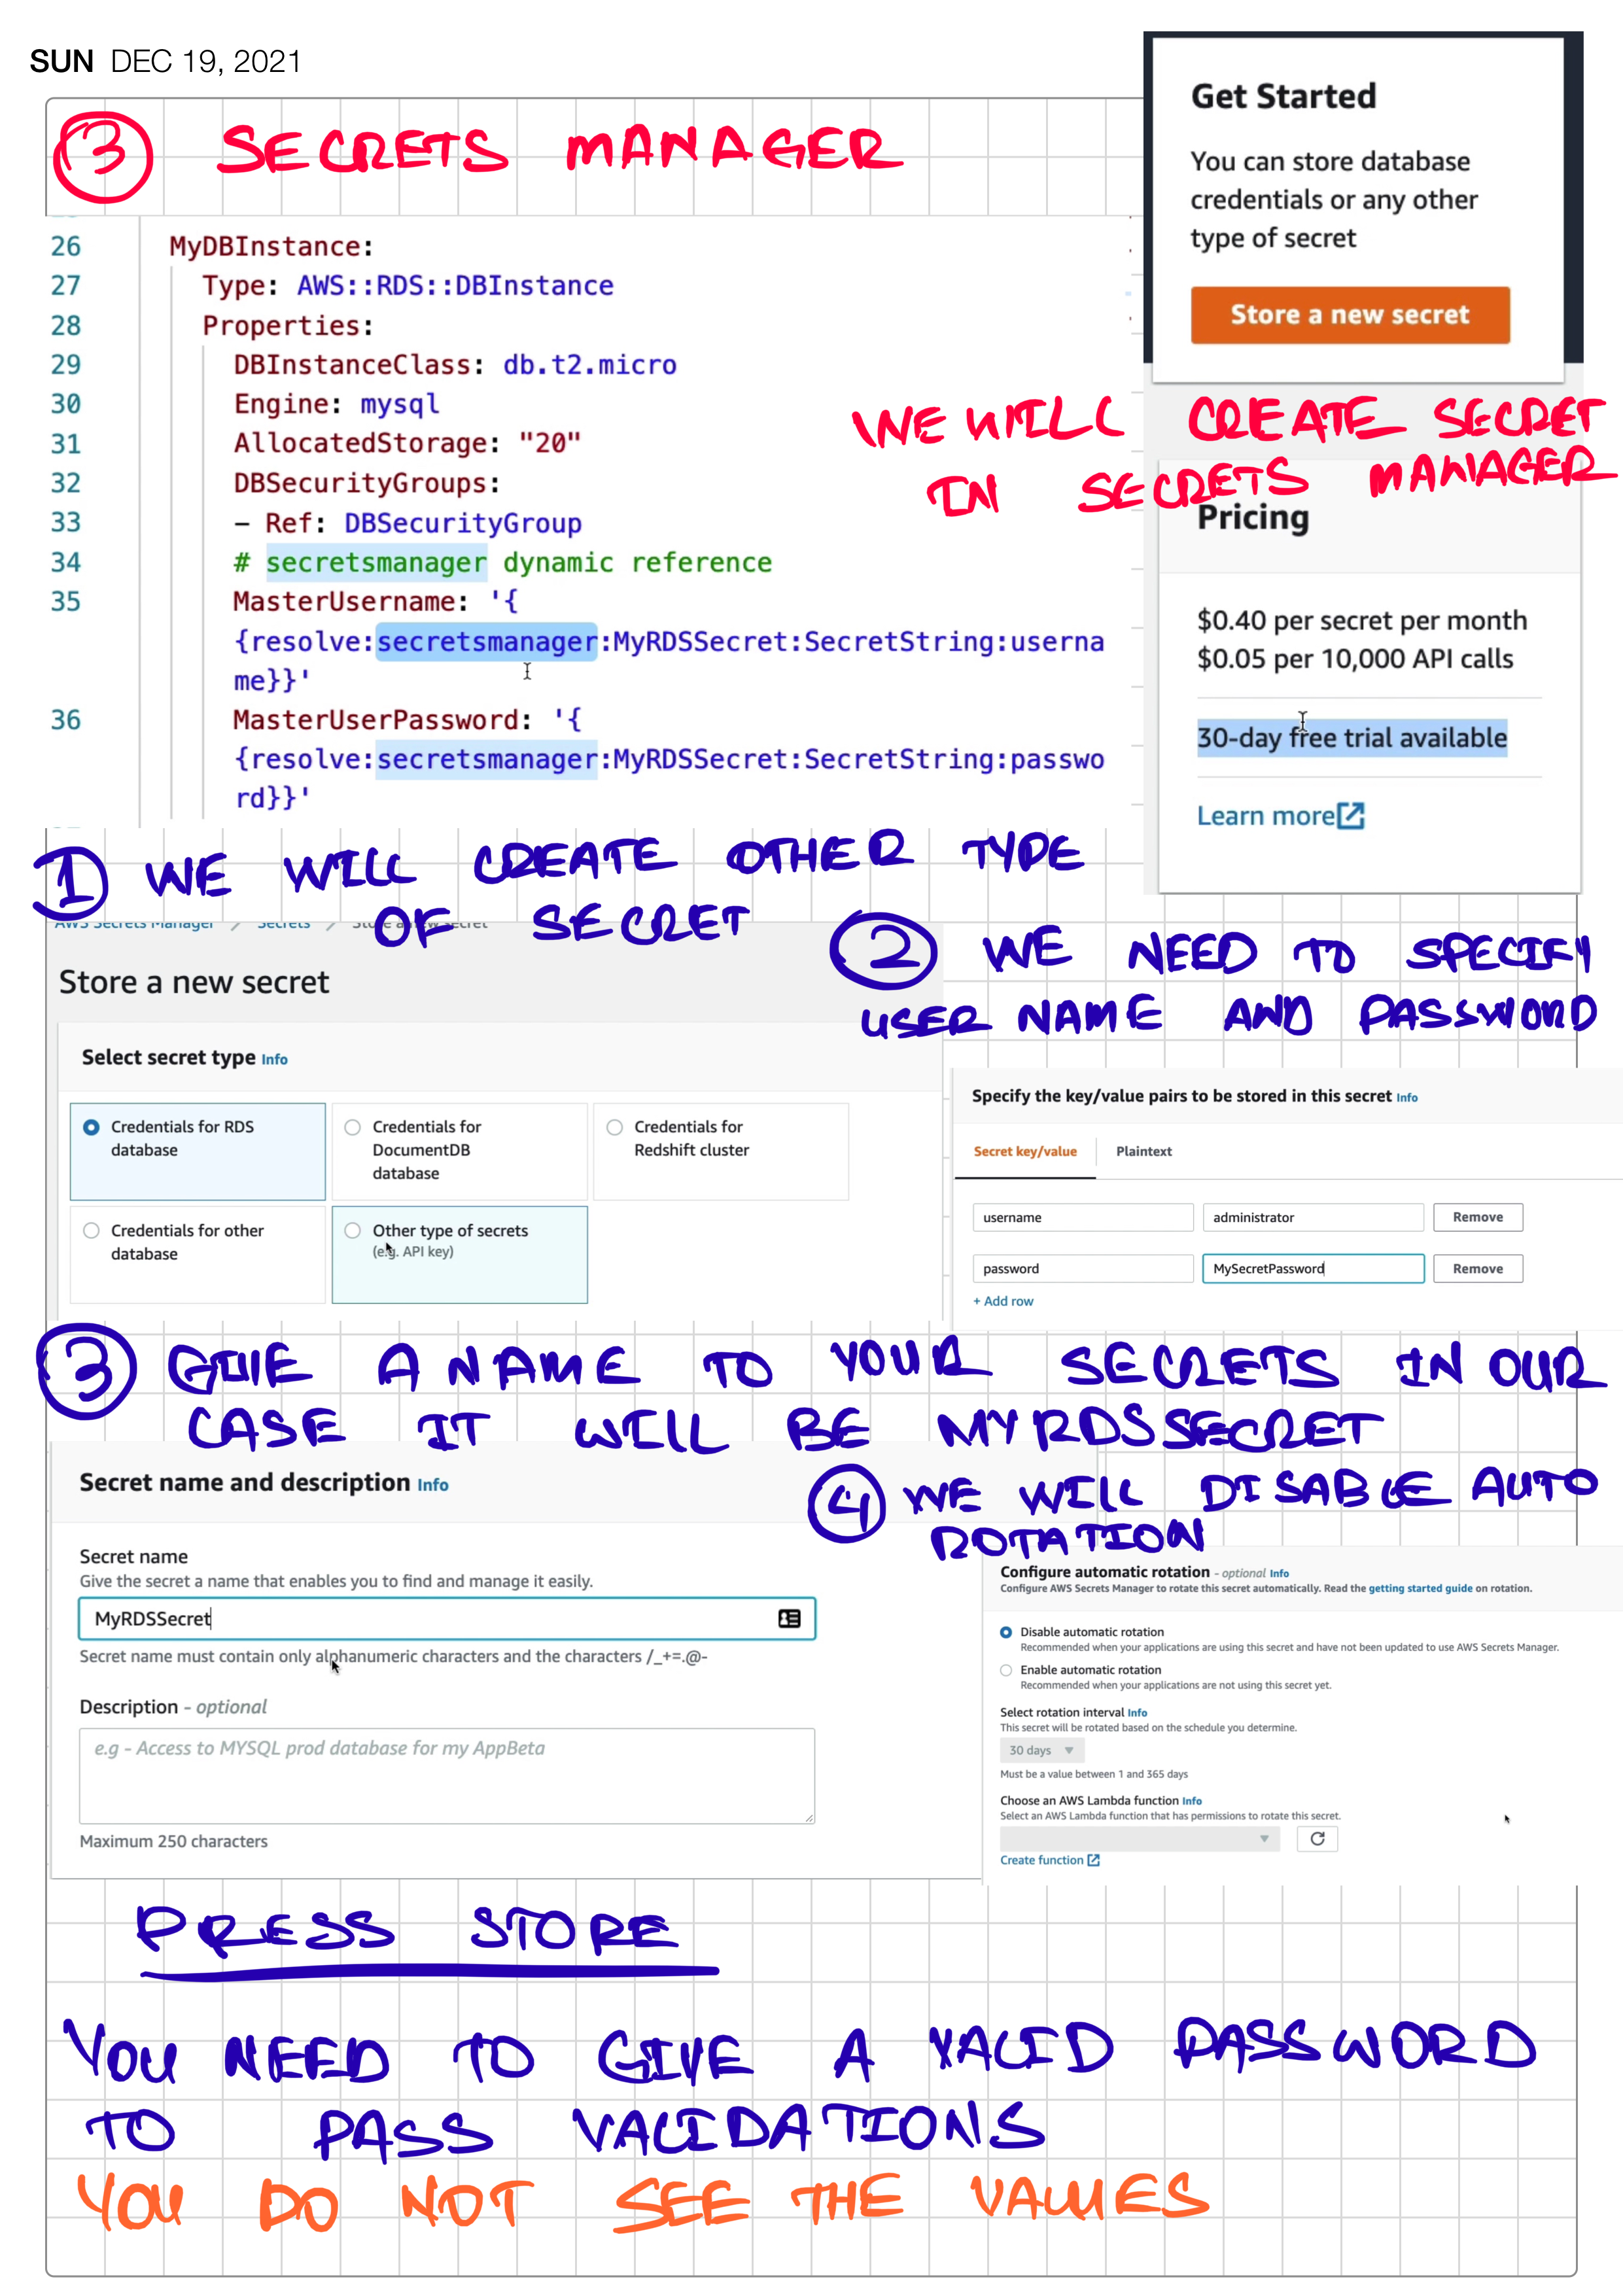 SUN DEC 19, 2021
3 SECRETS MANAGER
26 MyDBInstance:
27 Type: AWS::RDS::DBInstance
28 Properties:
29 DBInstanceClass: db.t2.micro
30 Engine: mysql
31 AllocatedStorage: "20"
32 DBSecurityGroups:
33 – Ref: DBSecurityGroup
34 # secretsmanager dynamic reference
35 MasterUsername: '{
{resolve:secretsmanager:MyRDSSecret:SecretString:userna
me}}'
36 MasterUserPassword: '{
{resolve:secretsmanager:MyRDSSecret:SecretString:passwo
rd}}'
Get Started
You can store database
credentials or any other
type of secret
Store a new secret
WE WILL CREATE SECRET
IN SECRETS MANAGER
Pricing
$0.40 per secret per month
$0.05 per 10,000 API calls
30-day free trial available
Learn more
1) WE WILL CREATE OTHER TYPE
OF SECRET
AWS Secrets Manager / Secrets / Store a new secret
Store a new secret
Select secret type Info
Credentials for RDS
database
Credentials for
DocumentDB
database
Credentials for
Redshift cluster
Credentials for other
database
Other type of secrets
(e.g. API key)
2 WE NEED TO SPECIFY
USER NAME AND PASSWORD
Specify the key/value pairs to be stored in this secret Info
Secret key/value Plaintext
username administrator Remove
password MySecretPassword Remove
+ Add row
3 GIVE A NAME TO YOUR SECRETS IN OUR
CASE IT WILL BE MYRDSSECRET
Secret name and description Info
Secret name
Give the secret a name that enables you to find and manage it easily.
MyRDSSecret
Secret name must contain only alphanumeric characters and the characters /_+=.@-
Description - optional
e.g - Access to MYSQL prod database for my AppBeta
Maximum 250 characters
4 WE WILL DISABLE AUTO
ROTATION
Configure automatic rotation - optional Info
Configure AWS Secrets Manager to rotate this secret automatically. Read the getting started guide on rotation.
Disable automatic rotation
Recommended when your applications are using this secret and have not been updated to use AWS Secrets Manager.
Enable automatic rotation
Recommended when your applications are not using this secret yet.
Select rotation interval Info
This secret will be rotated based on the schedule you determine.
30 days
Must be a value between 1 and 365 days
Choose an AWS Lambda function Info
Select an AWS Lambda function that has permissions to rotate this secret.
Create function
PRESS STORE
YOU NEED TO GIVE A VALID PASSWORD
TO PASS VALIDATIONS
YOU DO NOT SEE THE VALUES